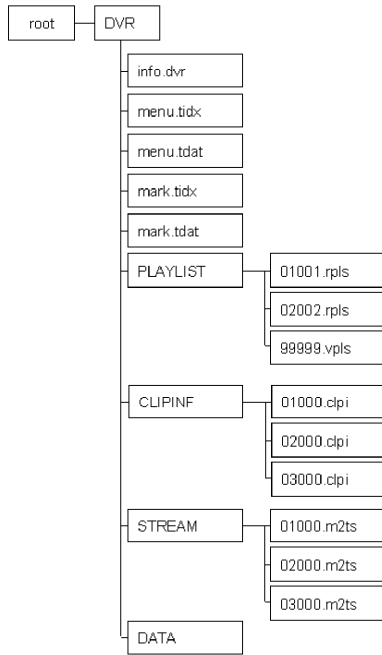 root
DVR
info.dvr
menu.tidx
menu.tdat
mark.tidx
mark.tdat
PLAYLIST
01001.rpls
02002.rpls
99999.vpls
CLIPINF
01000.clpi
02000.clpi
03000.clpi
STREAM
01000.m2ts
02000.m2ts
03000.m2ts
DATA